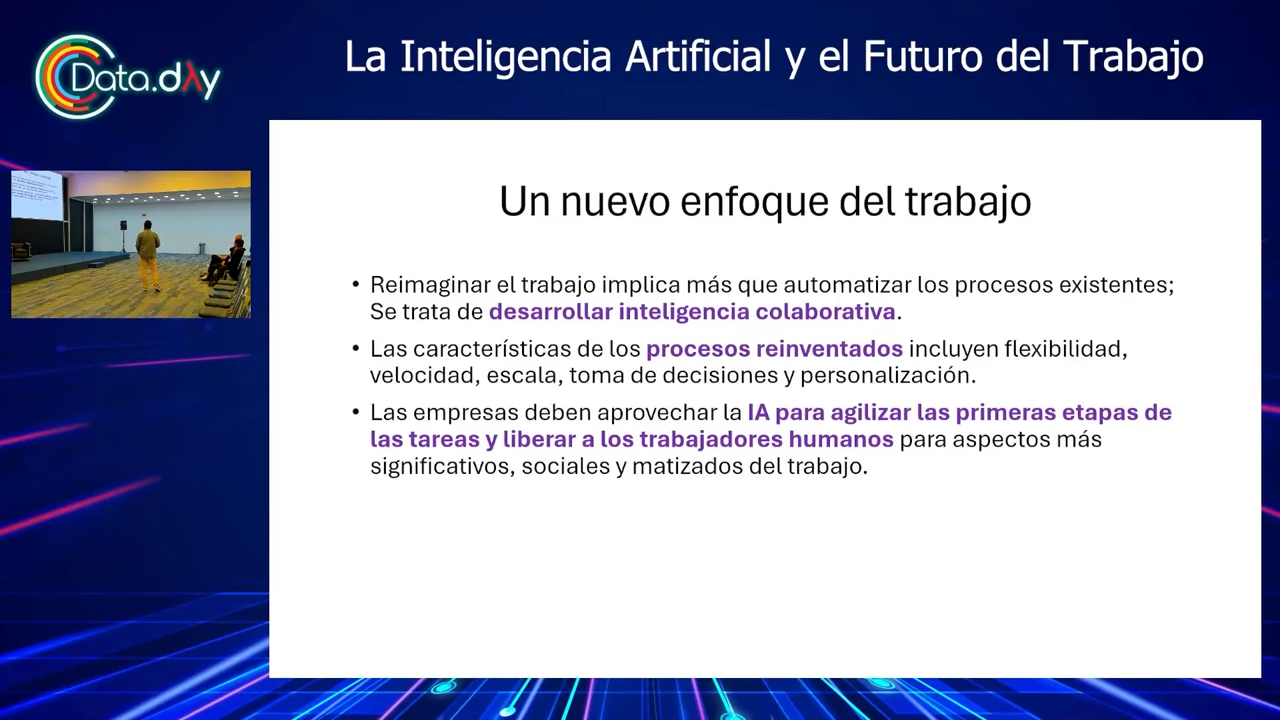 La Inteligencia Artificial y el Futuro del Trabajo
Data.day
Un nuevo enfoque del trabajo
• Reimaginar el trabajo implica más que automatizar los procesos existentes;
Se trata de desarrollar inteligencia colaborativa.
• Las características de los procesos reinventados incluyen flexibilidad,
velocidad, escala, toma de decisiones y personalización.
• Las empresas deben aprovechar la IA para agilizar las primeras etapas de
las tareas y liberar a los trabajadores humanos para aspectos más
significativos, sociales y matizados del trabajo.